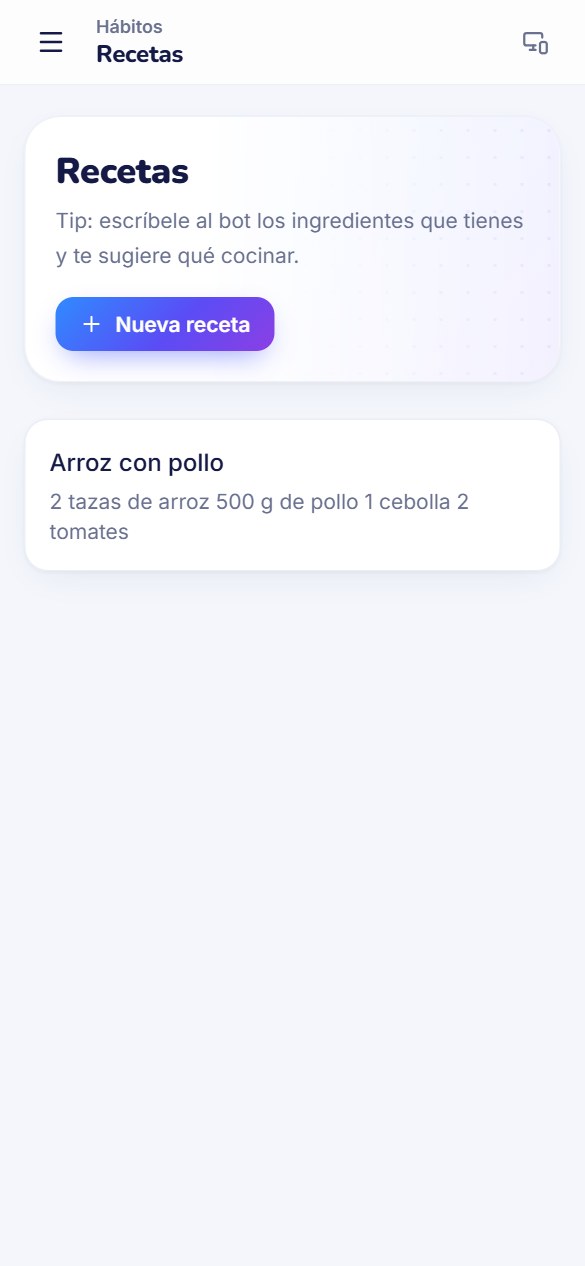 Hábitos
Recetas
Recetas
Tip: escríbele al bot los ingredientes que tienes
y te sugiere qué cocinar.
+ Nueva receta
Arroz con pollo
2 tazas de arroz 500 g de pollo 1 cebolla 2
tomates